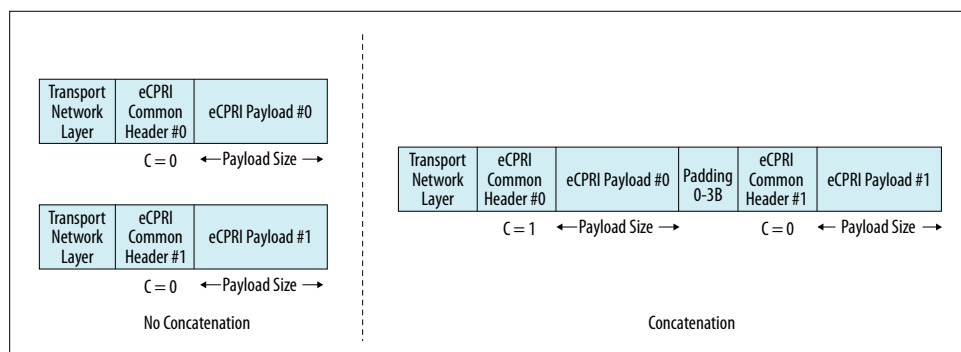 Transport
Network
Layer
eCPRI
Common
Header #0
eCPRI Payload #0
C = 0
Payload Size
Transport
Network
Layer
eCPRI
Common
Header #1
eCPRI Payload #1
C = 0
Payload Size
No Concatenation
Transport
Network
Layer
eCPRI
Common
Header #0
eCPRI Payload #0
Padding
0-3B
eCPRI
Common
Header #1
eCPRI Payload #1
C = 1
Payload Size
C = 0
Payload Size
Concatenation